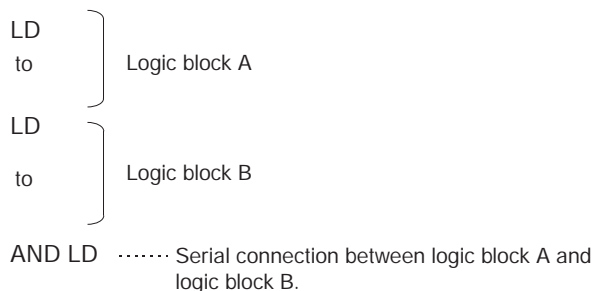 LD
to Logic block A
LD
to Logic block B
AND LD ........ Serial connection between logic block A and
logic block B.